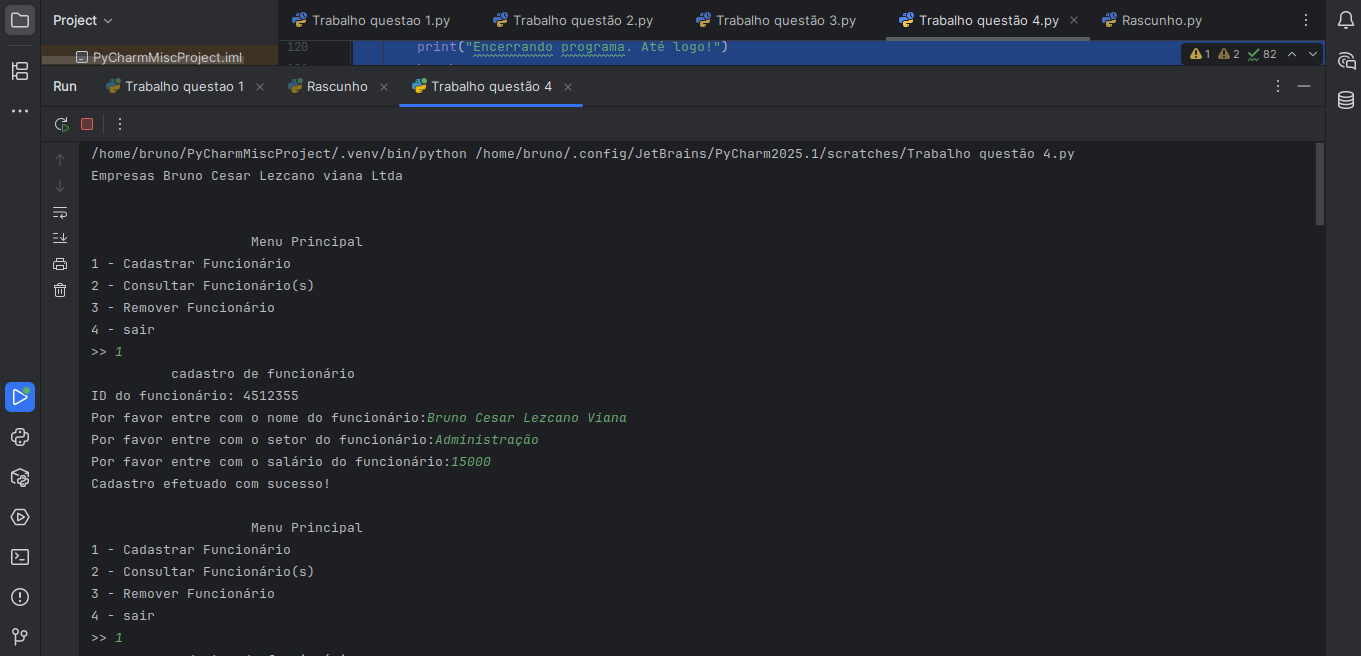 Project
Trabalho questao 1.py
Trabalho questão 2.py
Trabalho questão 3.py
Trabalho questão 4.py
Rascunho.py
PyCharmMiscProject.iml
120 print("Encerrando programa. Até logo!")
1 2 82
Run
Trabalho questao 1
Rascunho
Trabalho questão 4
/home/bruno/PyCharmMiscProject/.venv/bin/python /home/bruno/.config/JetBrains/PyCharm2025.1/scratches/Trabalho questão 4.py
Empresas Bruno Cesar Lezcano viana Ltda
Menu Principal
1 - Cadastrar Funcionário
2 - Consultar Funcionário(s)
3 - Remover Funcionário
4 - sair
>> 1
cadastro de funcionário
ID do funcionário: 4512355
Por favor entre com o nome do funcionário:Bruno Cesar Lezcano Viana
Por favor entre com o setor do funcionário:Administração
Por favor entre com o salário do funcionário:15000
Cadastro efetuado com sucesso!
Menu Principal
1 - Cadastrar Funcionário
2 - Consultar Funcionário(s)
3 - Remover Funcionário
4 - sair
>> 1